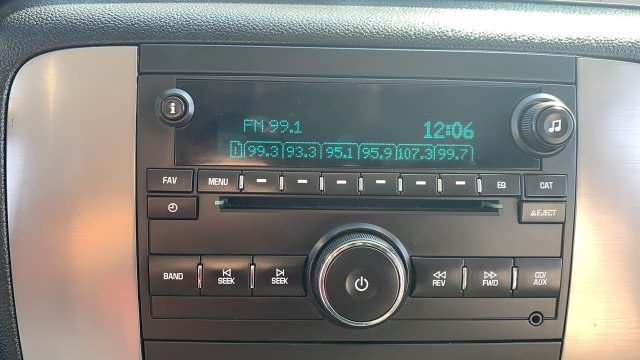 i
FM 99.1 12:06
1 99.3 93.3 95.1 95.9 107.3 99.7
FAV MENU EQ CAT
EJECT
BAND SEEK SEEK REV FWD CD/AUX